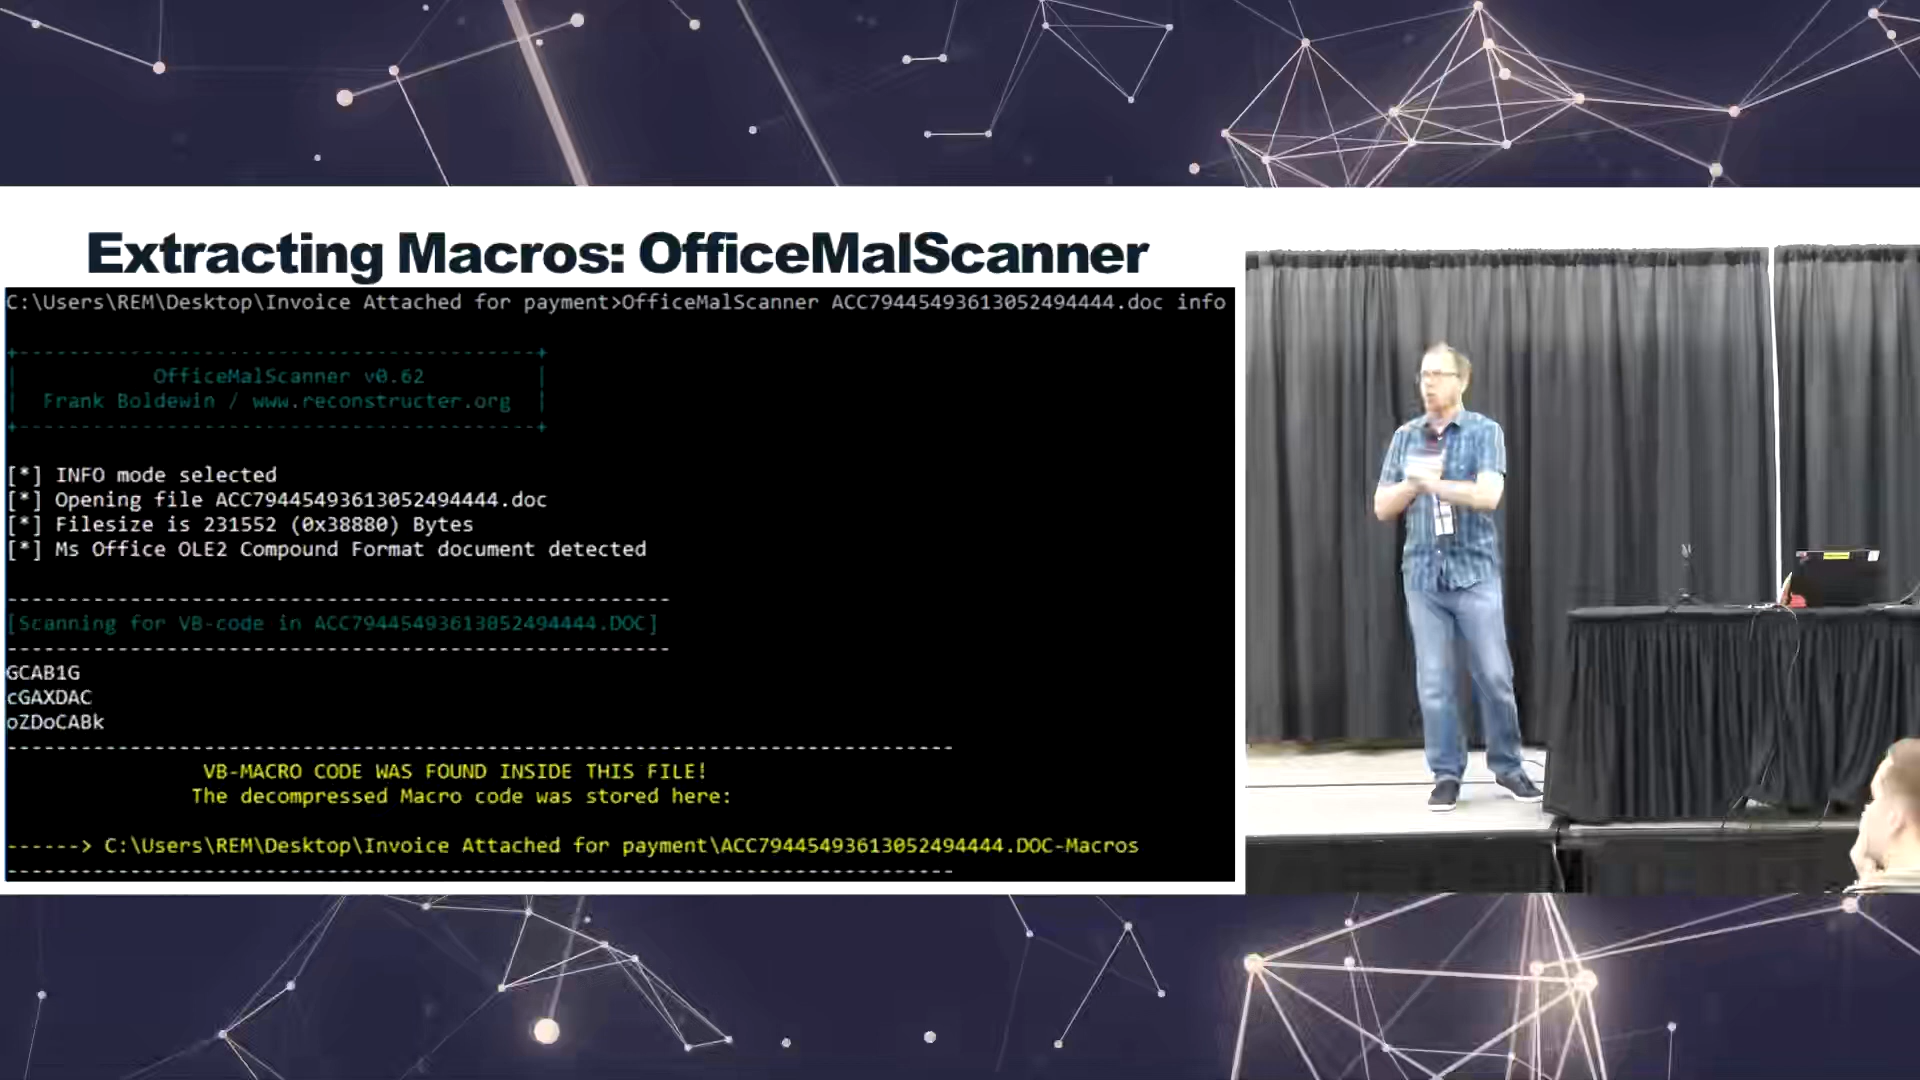 Extracting Macros: OfficeMalScanner
C:\Users\REM\Desktop\Invoice Attached for payment>OfficeMalScanner ACC79445493613052494444.doc info
+-------------------------------------------+
| OfficeMalScanner v0.62 |
| Frank Boldewin / www.reconstructer.org |
+-------------------------------------------+
[*] INFO mode selected
[*] Opening file ACC79445493613052494444.doc
[*] Filesize is 231552 (0x38880) Bytes
[*] Ms Office OLE2 Compound Format document detected
------------------------------------------------------
[Scanning for VB-code in ACC79445493613052494444.DOC]
------------------------------------------------------
GCAB1G
cGAXDAC
oZDoCABk
-----------------------------------------------------------------------------
VB-MACRO CODE WAS FOUND INSIDE THIS FILE!
The decompressed Macro code was stored here:
------> C:\Users\REM\Desktop\Invoice Attached for payment\ACC79445493613052494444.DOC-Macros
-----------------------------------------------------------------------------